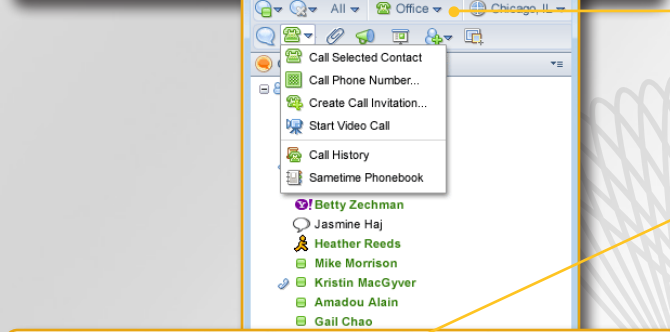 All Office Chicago, IL
Call Selected Contact
Call Phone Number...
Create Call Invitation...
Start Video Call
Call History
Sametime Phonebook
Betty Zechman
Jasmine Haj
Heather Reeds
Mike Morrison
Kristin MacGyver
Amadou Alain
Gail Chao